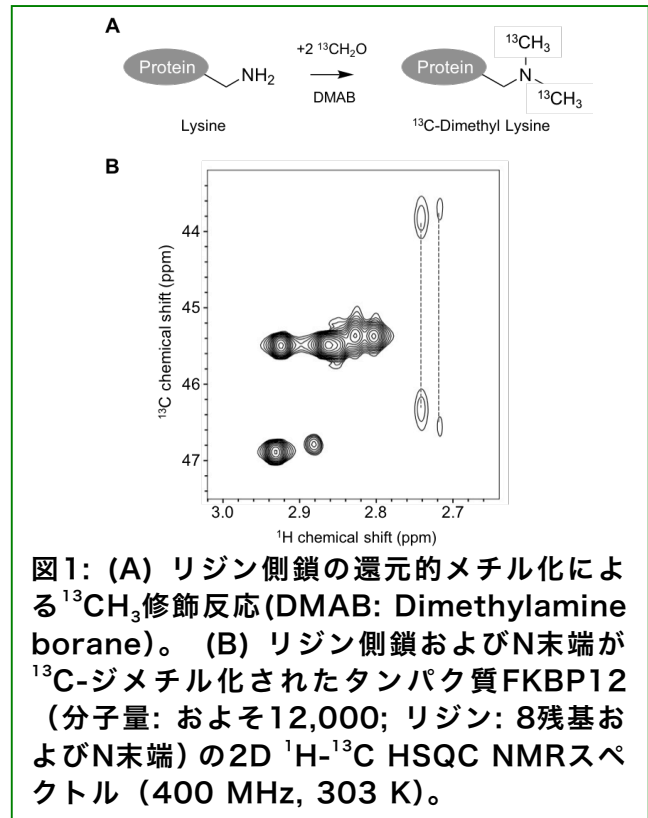 A
Protein
NH₂
Lysine
+2 ¹³CH₂O
DMAB
Protein
N
¹³CH₃
¹³CH₃
¹³C-Dimethyl Lysine
B
¹³C chemical shift (ppm)
44
45
46
47
3.0 2.9 2.8 2.7
¹H chemical shift (ppm)
図1: (A) リジン側鎖の還元的メチル化によ
る¹³CH₃修飾反応(DMAB: Dimethylamine
borane)。 (B) リジン側鎖およびN末端が
¹³C-ジメチル化されたタンパク質FKBP12
（分子量: およそ12,000; リジン: 8残基お
よびN末端）の2D ¹H-¹³C HSQC NMRスペ
クトル（400 MHz, 303 K）。